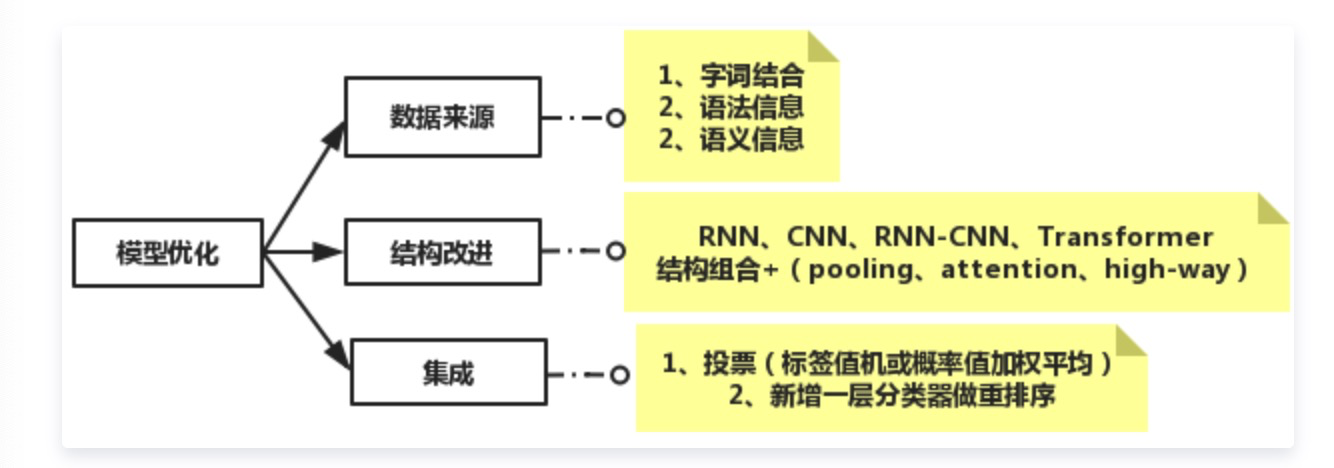 模型优化
数据来源
1、字词结合
2、语法信息
2、语义信息
结构改进
RNN、CNN、RNN-CNN、Transformer
结构组合+（pooling、attention、high-way）
集成
1、投票（标签值机或概率值加权平均）
2、新增一层分类器做重排序